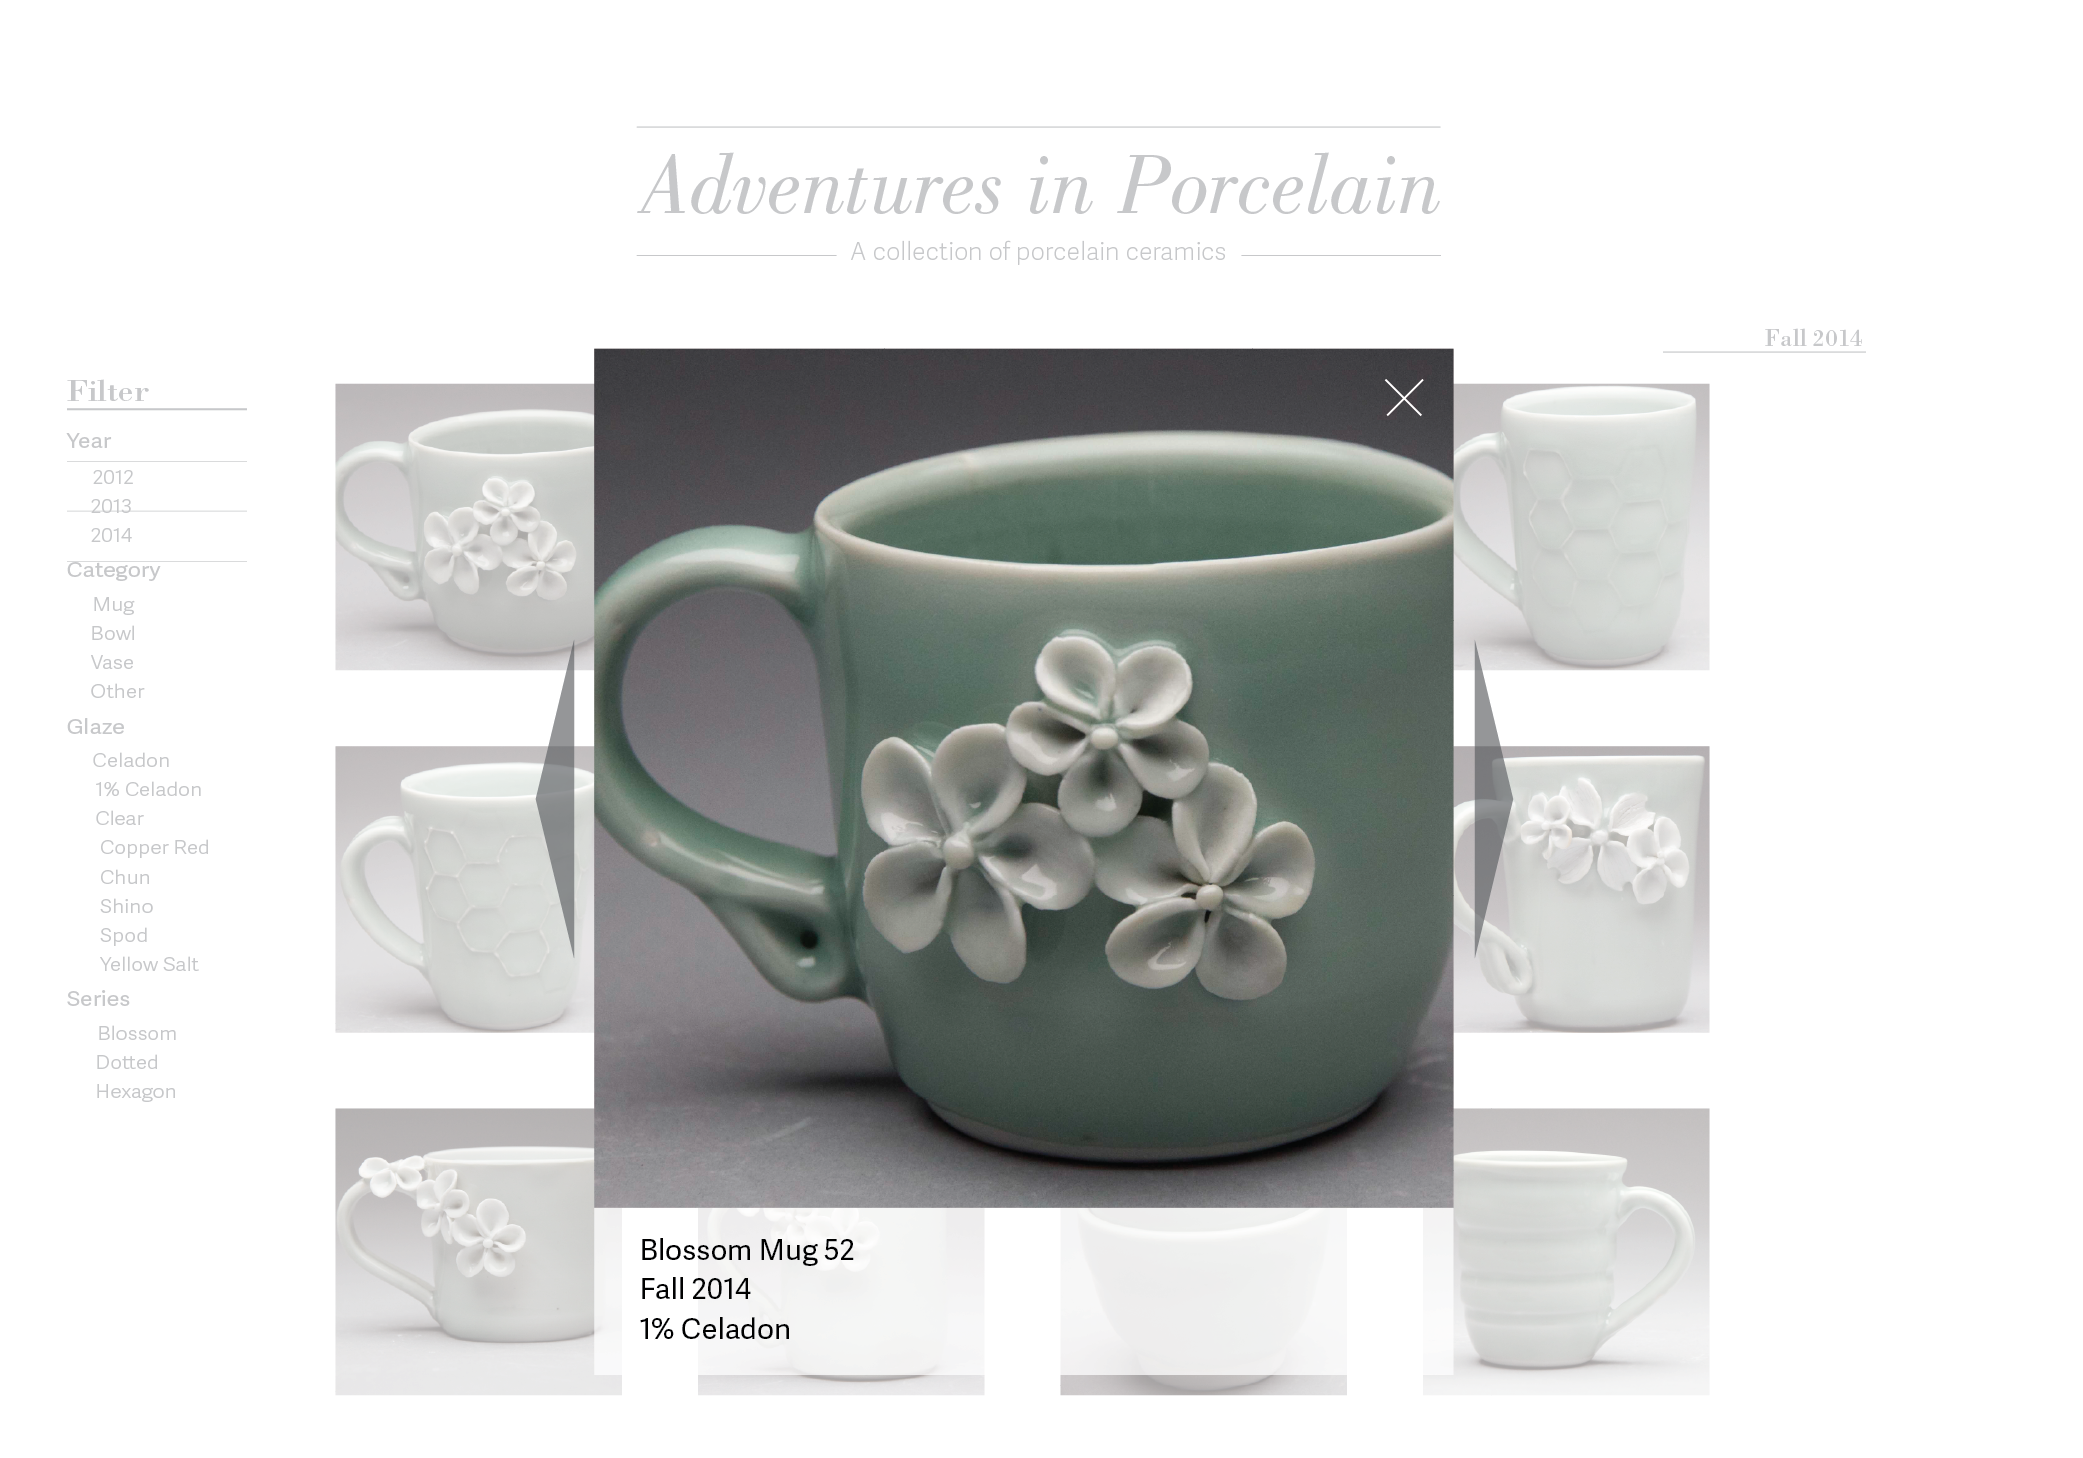 Adventures in Porcelain
A collection of porcelain ceramics
Fall 2014
Filter
Year
2012
2013
2014
Category
Mug
Bowl
Vase
Other
Glaze
Celadon
1% Celadon
Clear
Copper Red
Chun
Shino
Spod
Yellow Salt
Series
Blossom
Dotted
Hexagon
Blossom Mug 52
Fall 2014
1% Celadon